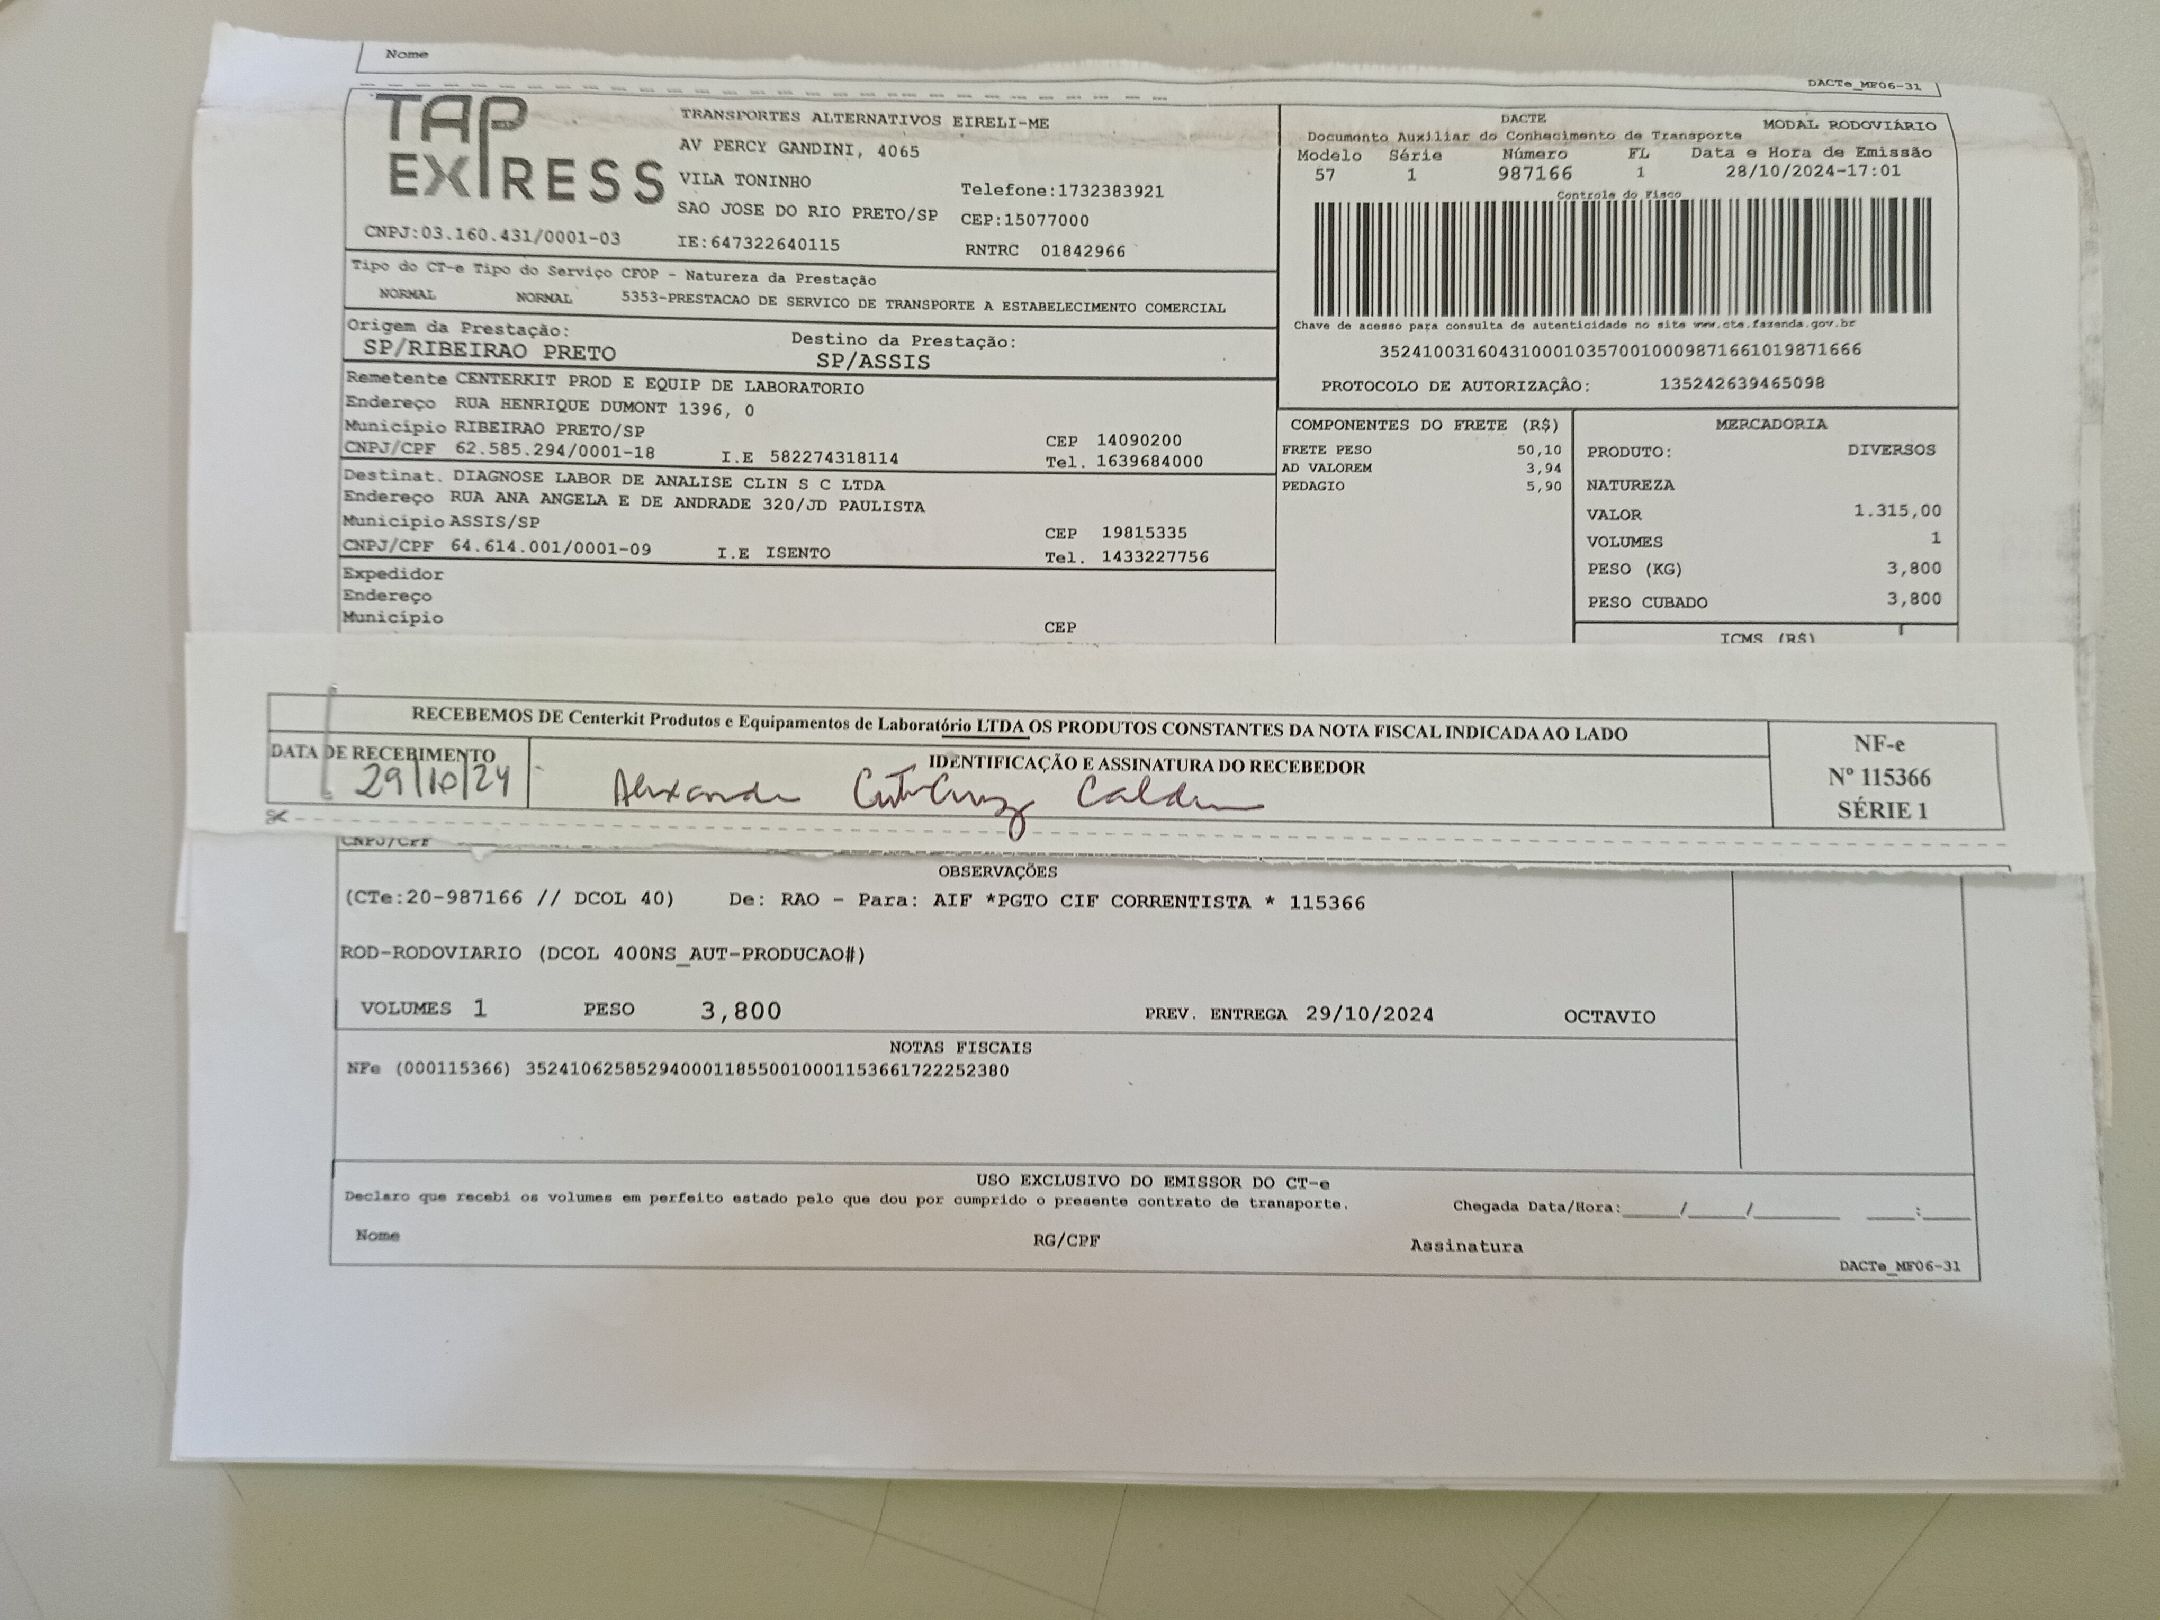 Nome
DACTe_MF06-31
TAP EXPRESS
TRANSPORTES ALTERNATIVOS EIRELI-ME
AV PERCY GANDINI, 4065
VILA TONINHO
Telefone:1732383921
SAO JOSE DO RIO PRETO/SP CEP:15077000
CNPJ:03.160.431/0001-03 IE:647322640115 RNTRC 01842966
DACTE MODAL RODOVIÁRIO
Documento Auxiliar do Conhecimento de Transporte
Modelo Série Número FL Data e Hora de Emissão
57 1 987166 1 28/10/2024-17:01
Controle do Fisco
Chave de acesso para consulta de autenticidade no site www.cte.fazenda.gov.br
35241003160431000103570010009871661019871666
PROTOCOLO DE AUTORIZAÇÃO: 135242639465098
Tipo do CT-e Tipo do Serviço CFOP - Natureza da Prestação
NORMAL NORMAL 5353-PRESTACAO DE SERVICO DE TRANSPORTE A ESTABELECIMENTO COMERCIAL
Origem da Prestação: Destino da Prestação:
SP/RIBEIRAO PRETO SP/ASSIS
Remetente CENTERKIT PROD E EQUIP DE LABORATORIO
Endereço RUA HENRIQUE DUMONT 1396, 0
Município RIBEIRAO PRETO/SP CEP 14090200
CNPJ/CPF 62.585.294/0001-18 I.E 582274318114 Tel. 1639684000
Destinat. DIAGNOSE LABOR DE ANALISE CLIN S C LTDA
Endereço RUA ANA ANGELA E DE ANDRADE 320/JD PAULISTA
Município ASSIS/SP CEP 19815335
CNPJ/CPF 64.614.001/0001-09 I.E ISENTO Tel. 1433227756
Expedidor
Endereço
Município CEP
COMPONENTES DO FRETE (R$)
FRETE PESO 50,10
AD VALOREM 3,94
PEDAGIO 5,90
MERCADORIA
PRODUTO: DIVERSOS
NATUREZA
VALOR 1.315,00
VOLUMES 1
PESO (KG) 3,800
PESO CUBADO 3,800
ICMS (R$)
RECEBEMOS DE Centerkit Produtos e Equipamentos de Laboratório LTDA OS PRODUTOS CONSTANTES DA NOTA FISCAL INDICADA AO LADO
DATA DE RECEBIMENTO IDENTIFICAÇÃO E ASSINATURA DO RECEBEDOR
29/10/24
NF-e
Nº 115366
SÉRIE 1
CNPJ/CPF
OBSERVAÇÕES
(CTe:20-987166 // DCOL 40) De: RAO - Para: AIF *PGTO CIF CORRENTISTA * 115366
ROD-RODOVIARIO (DCOL 400NS_AUT-PRODUCAO#)
VOLUMES 1 PESO 3,800 PREV. ENTREGA 29/10/2024 OCTAVIO
NOTAS FISCAIS
NFe (000115366) 35241062585294000118550010001153661722252380
USO EXCLUSIVO DO EMISSOR DO CT-e
Declaro que recebi os volumes em perfeito estado pelo que dou por cumprido o presente contrato de transporte. Chegada Data/Hora:_____/_____/_______ ____:____
Nome RG/CPF Assinatura
DACTe_MF06-31